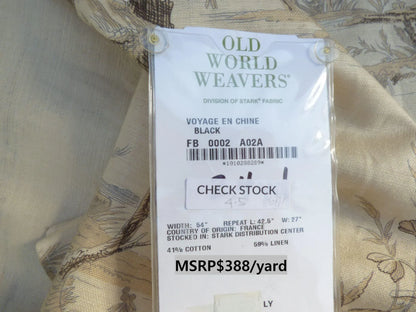 OLD
WORLD
WEAVERS®
DIVISION OF STARK FABRIC
VOYAGE EN CHINE
BLACK
FB 0002 A02A
*1910208209*
CHECK STOCK
WIDTH: 54" REPEAT L: 42.5" W: 27"
COUNTRY OF ORIGIN: FRANCE
STOCKED IN: STARK DISTRIBUTION CENTER
41% COTTON 59% LINEN
MSRP$388/yard
LY